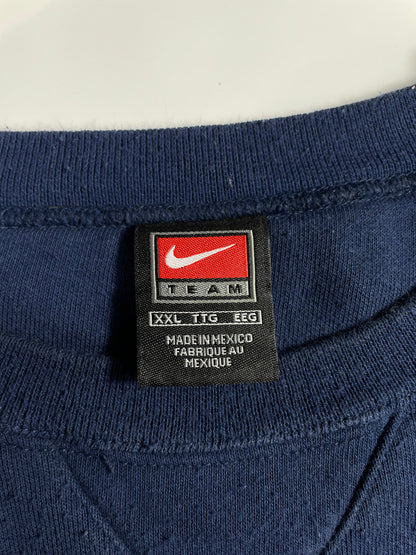 TEAM
XXL TTG EEG
MADE IN MEXICO
FABRIQUE AU
MEXIQUE